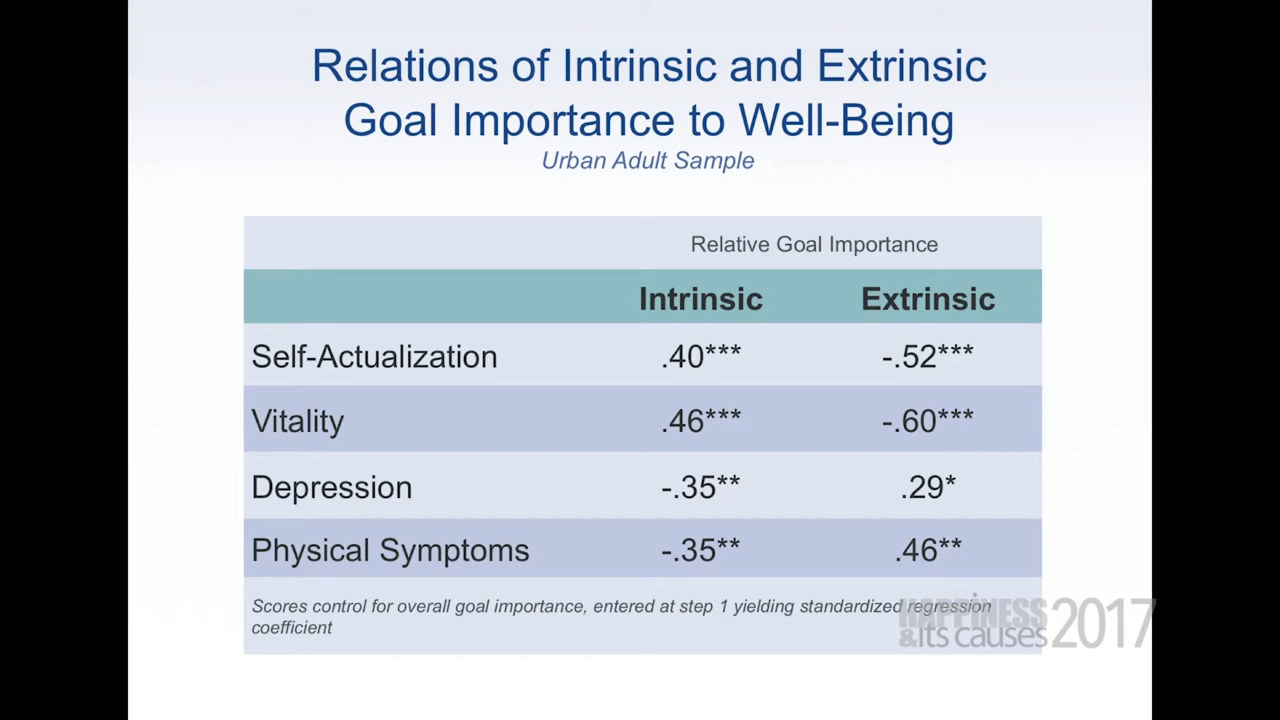 Relations of Intrinsic and Extrinsic
Goal Importance to Well-Being
Urban Adult Sample
Relative Goal Importance
Intrinsic Extrinsic
Self-Actualization .40*** -.52***
Vitality .46*** -.60***
Depression -.35** .29*
Physical Symptoms -.35** .46**
Scores control for overall goal importance, entered at step 1 yielding standardized regression
coefficient
HAPPINESS
&itS CAUSES 2017